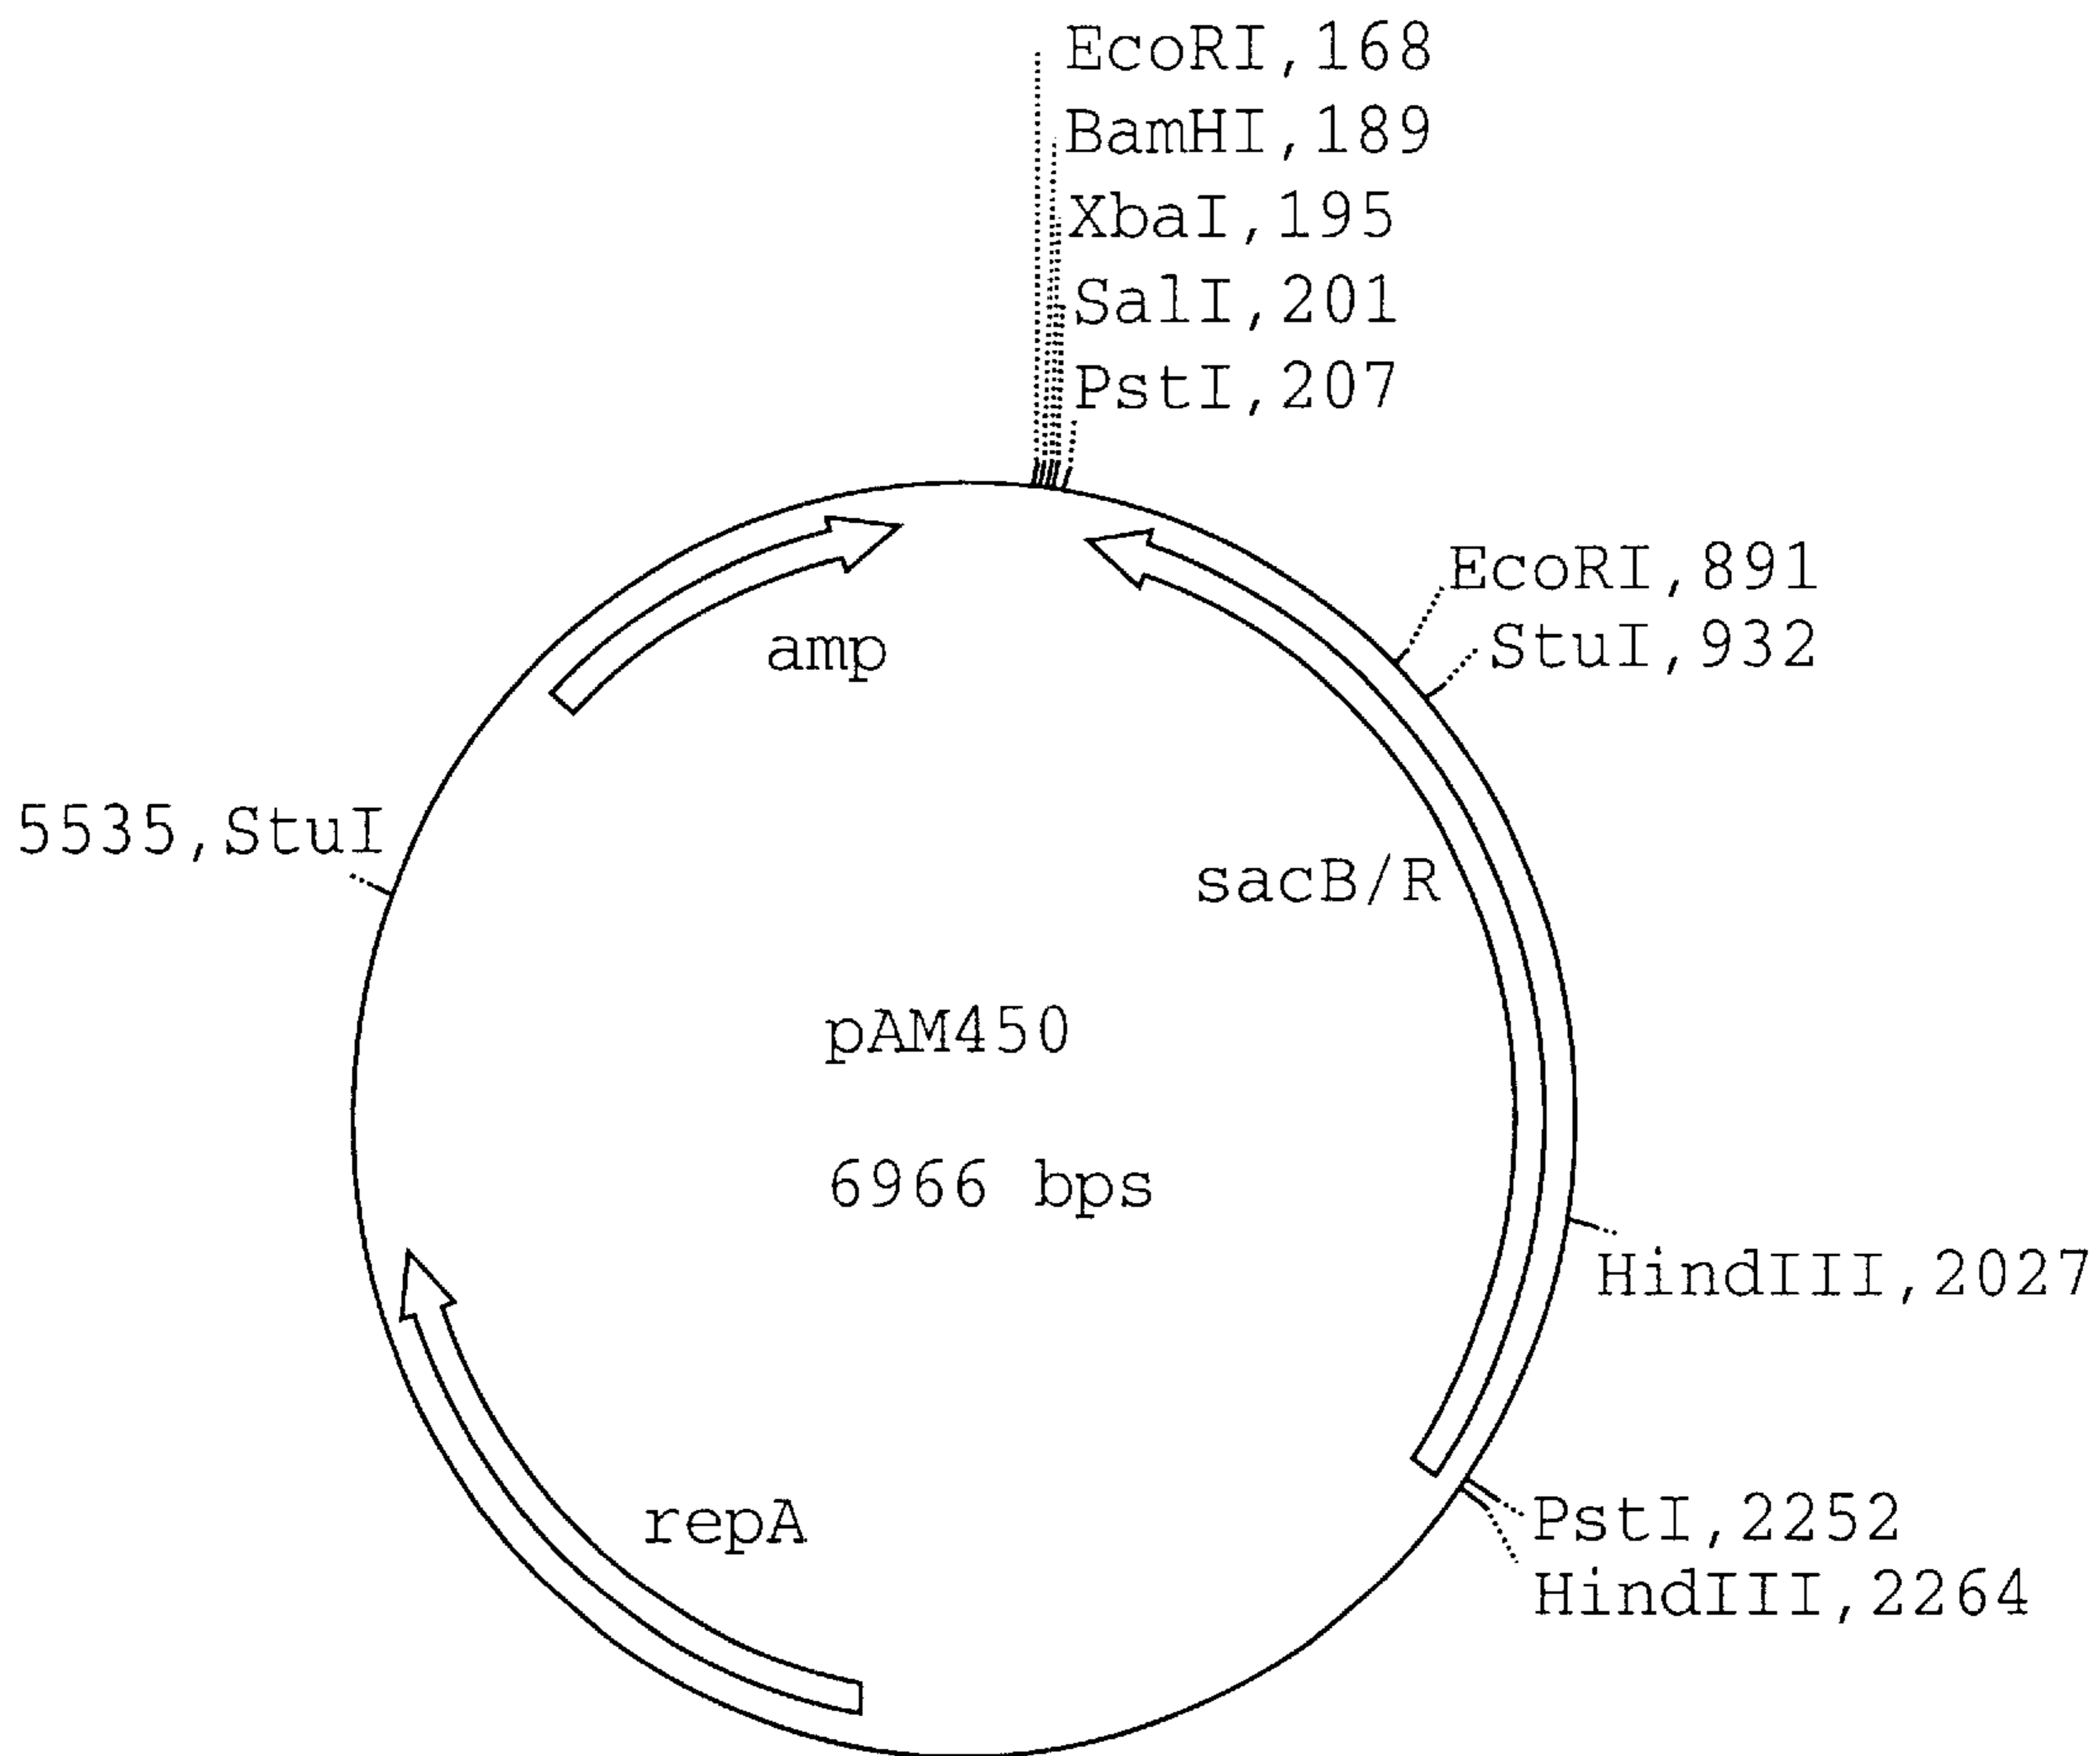 EcoRI,168
BamHI,189
XbaI,195
SalI,201
PstI,207
EcoRI,891
StuI,932
amp
5535,StuI
sacB/R
pAM450
6966 bps
HindIII,2027
repA
PstI,2252
HindIII,2264